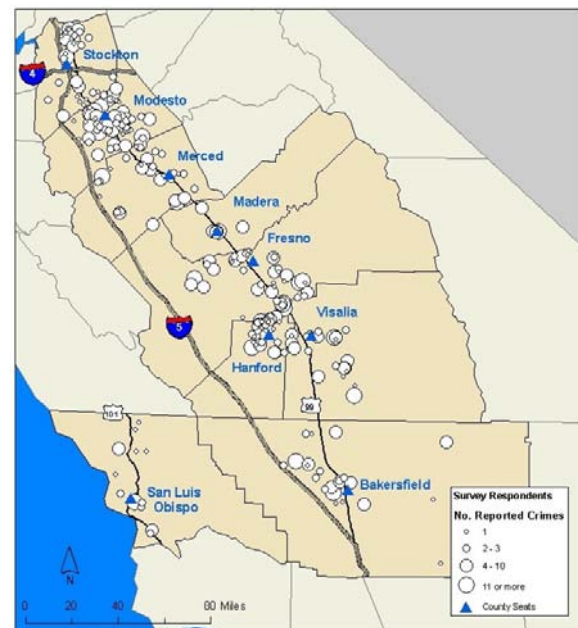 Stockton
4
Modesto
Merced
Madera
Fresno
5
Visalia
Hanford
101
99
San Luis
Obispo
Bakersfield
Survey Respondents
No. Reported Crimes
1
2 - 3
4 - 10
11 or more
County Seats
N
0 20 40 80 Miles